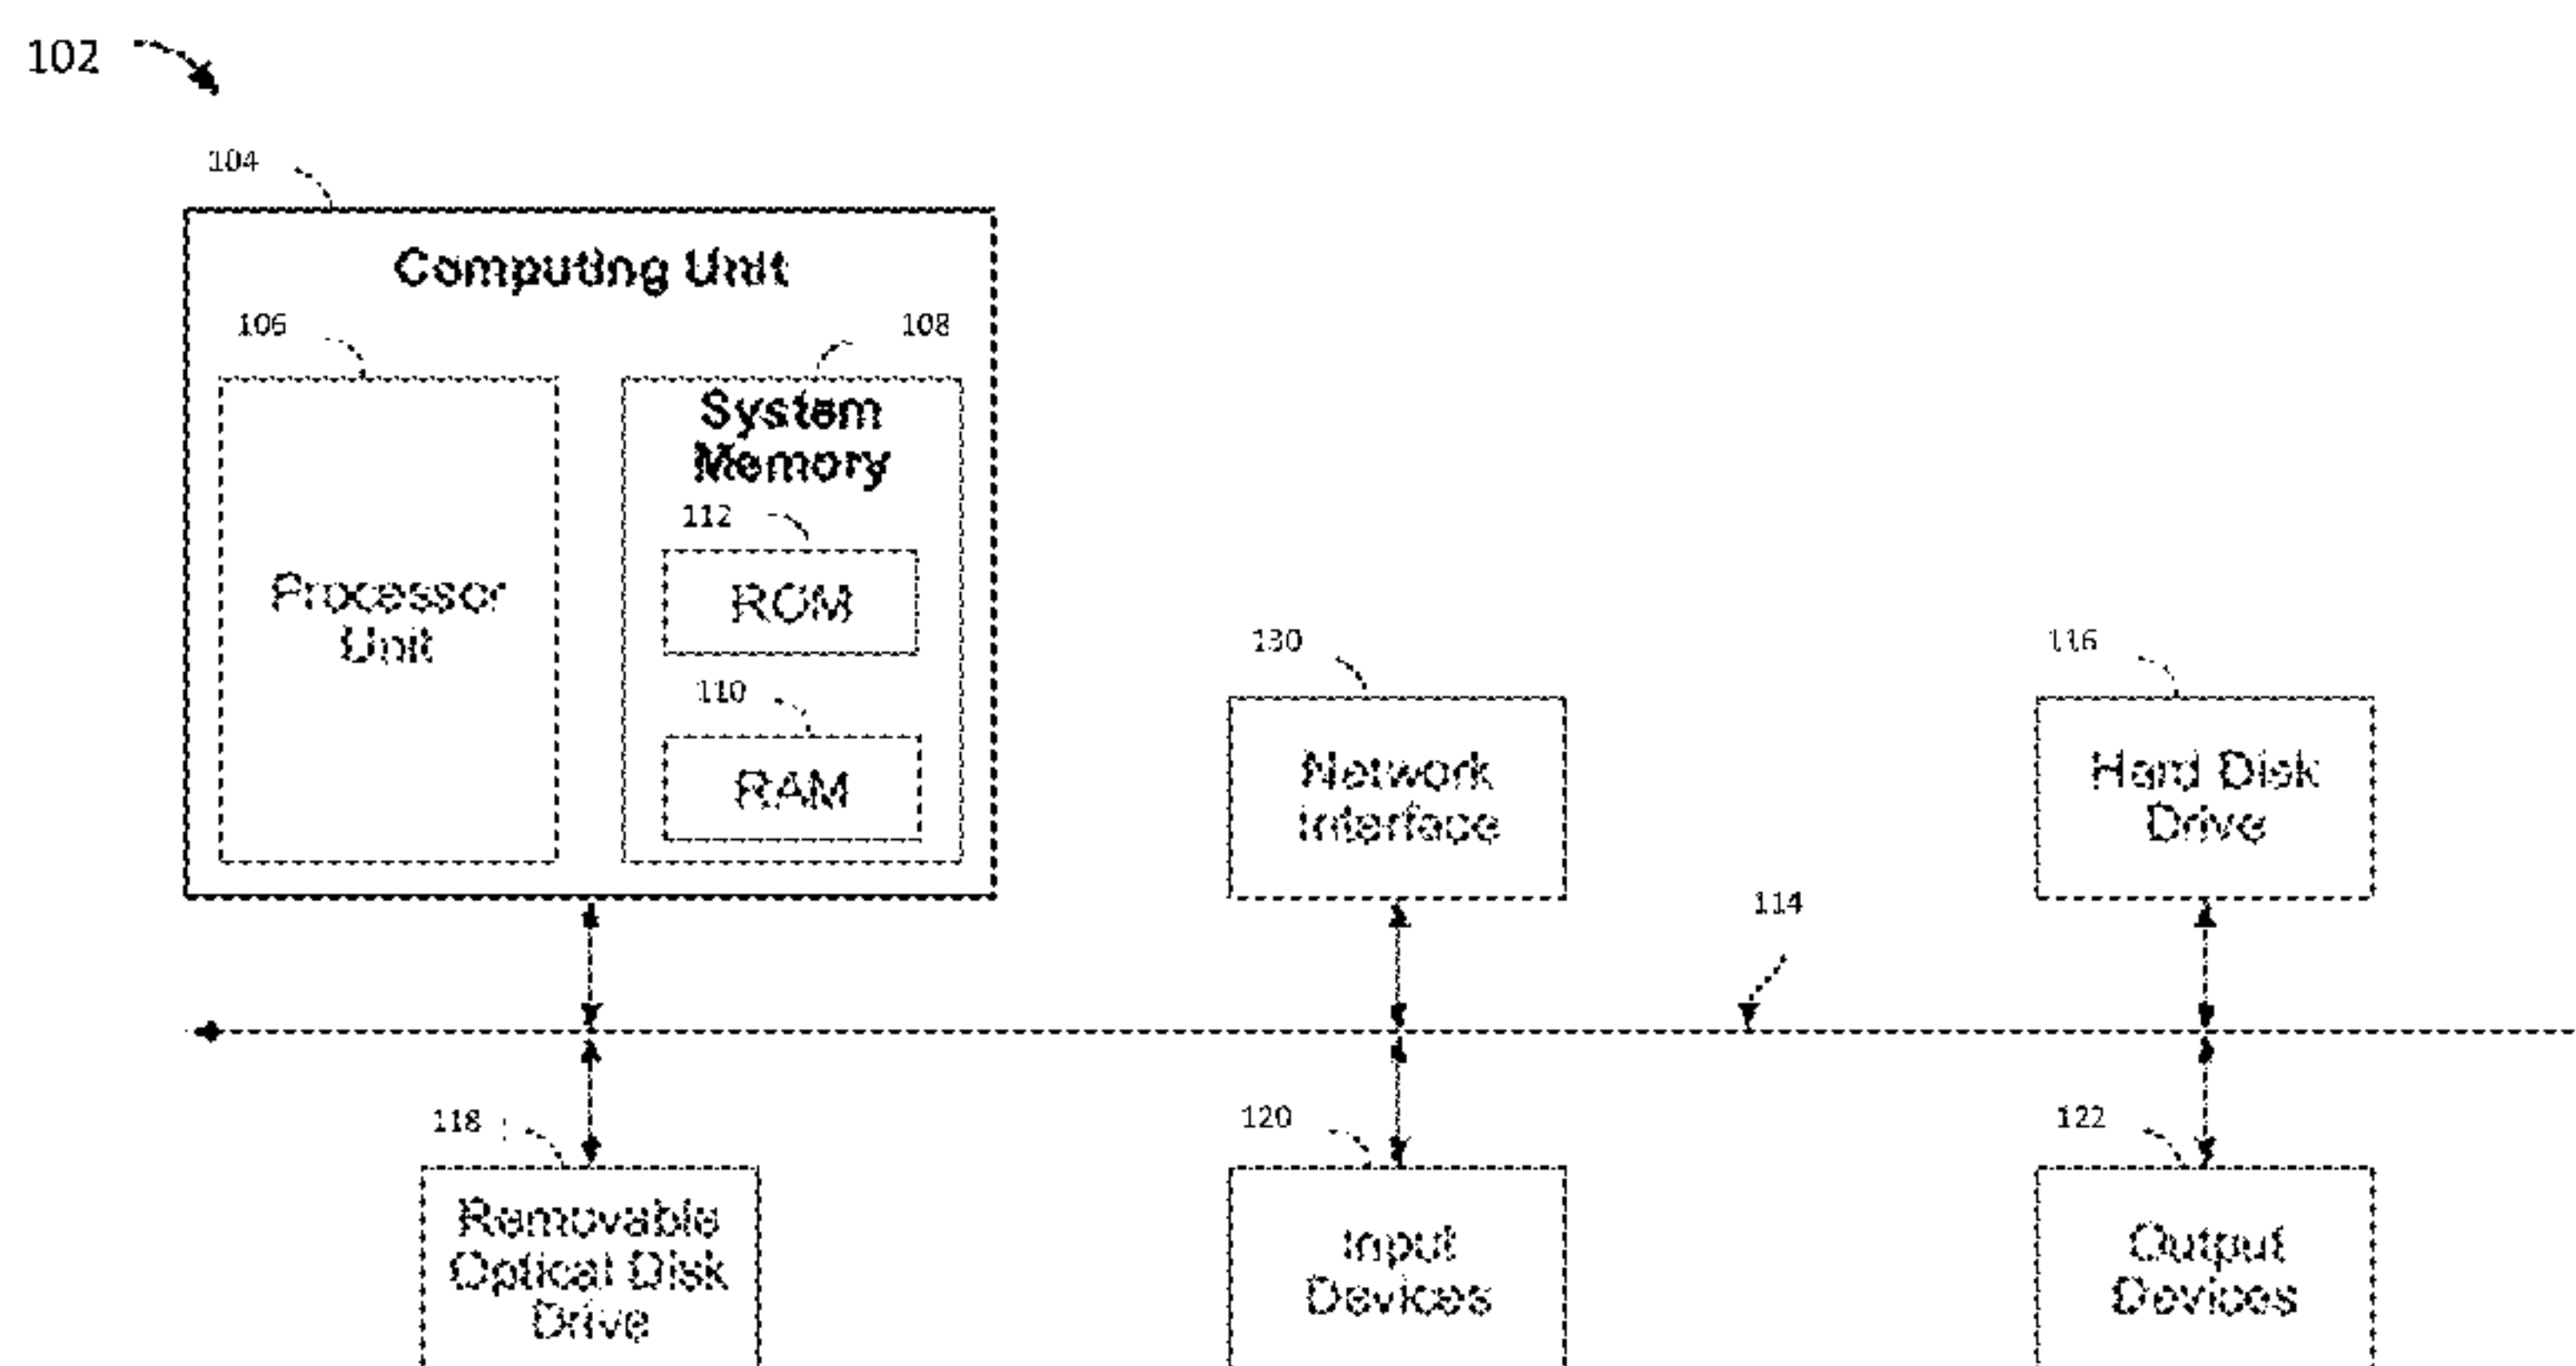 102
104
Computing Unit
106
108
System
Memory
112
ROM
Processor
Unit
110
RAM
130
Network
Interface
116
Hard Disk
Drive
114
118
Removable
Optical Disk
Drive
120
Input
Devices
122
Output
Devices